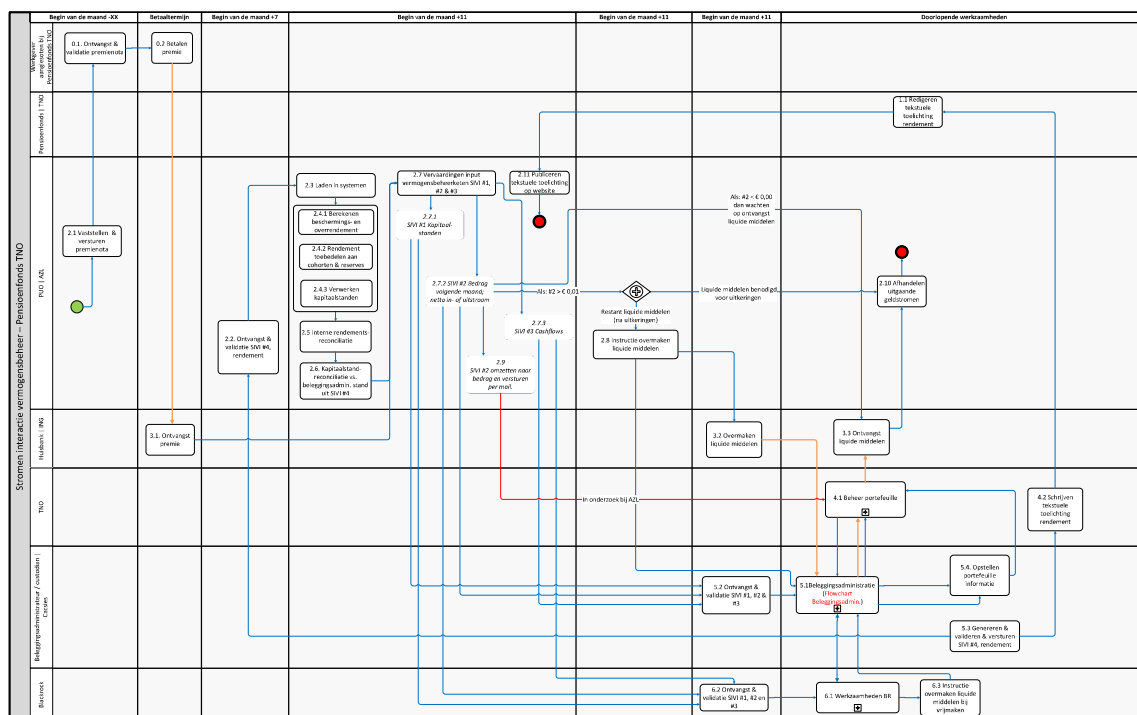 Begin van de maand -XX
Betaaltermijn
Begin van de maand +7
Begin van de maand +11
Begin van de maand +11
Begin van de maand +11
Doorlopende werkzaamheden
Stromen interactie vermogensbeheer – Pensioenfonds TNO
Werkgever
aangesloten bij
Pensioenfonds TNO
0.1. Ontvangst &
validatie premienota
0.2 Betalen
premie
Pensioenfonds | TNO
1.1 Redigeren
tekstuele
toelichting
rendement
PUO | AZL
2.1 Vaststellen &
versturen
premienota
2.2. Ontvangst &
validatie SIVI #4,
rendement
2.3 Laden in systemen
2.4.1 Berekenen
beschermings- en
overrendement
2.4.2 Rendement
toebedelen aan
cohorten & reserves
2.4.3 Verwerken
kapitaalstanden
2.5 Interne rendements-
reconciliatie
2.6. Kapitaalstand-
reconciliatie vs.
beleggingsadmin. stand
uit SIVI #4
2.7 Vervaardingen input
vermogensbeheerketen SIVI #1,
#2 & #3
2.7.1
SIVI #1 Kapitaal-
standen
2.7.2 SIVI #2 Bedrag
volgende maand;
netto in- of uitstroom
2.7.3
SIVI #3 Cashflows
2.9
SIVI #2 omzetten naar
bedrag en versturen
per mail.
2.11 Publiceren
tekstuele toelichting
op website
Als: #2 > € 0,01
Restant liquide middelen
(na uitkeringen)
2.8 Instructie overmaken
liquide middelen
Als: #2 < € 0,00
dan wachten
op ontvangst
liquide middelen
Liquide middelen benodigd
voor uitkeringen
2.10 Afhandelen
uitgaande
geldstromen
Huisbank | ING
3.1. Ontvangst
premie
3.2 Overmaken
liquide middelen
3.3 Ontvangst
liquide middelen
TNO
In onderzoek bij AZL
4.1 Beheer portefeuille
4.2 Schrijven
tekstuele
toelichting
rendement
Beleggingsadministrateur / custodian |
Caceis
5.2 Ontvangst &
validatie SIVI #1, #2 &
#3
5.1Beleggingsadministratie
(Flowchart
Beleggingsadmin.)
5.4. Opstellen
portefeuille
informatie
5.3 Genereren &
valideren & versturen
SIVI #4, rendement
Blackrock
6.2 Ontvangst &
validatie SIVI #1, #2 en
#3
6.1 Werkzaamheden BR
6.3 Instructie
overmaken liquide
middelen bij
vrijmaken